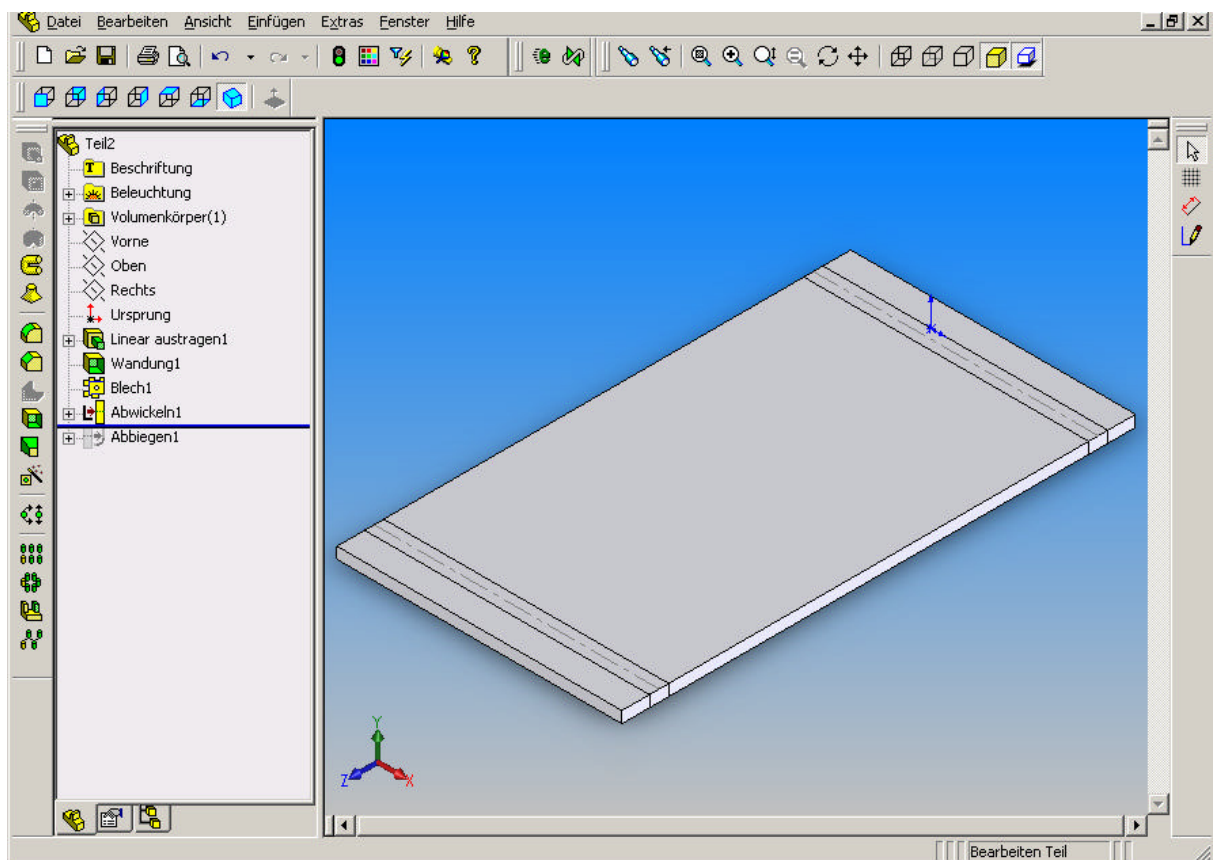 Datei Bearbeiten Ansicht Einfügen Extras Fenster Hilfe
Teil2
T Beschriftung
Beleuchtung
Volumenkörper(1)
Vorne
Oben
Rechts
Ursprung
Linear austragen1
Wandung1
Blech1
Abwickeln1
Abbiegen1
Y
Z X
Bearbeiten Teil